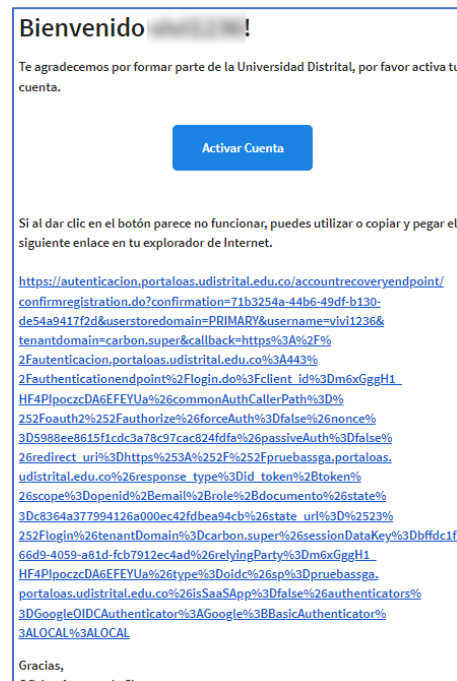 Bienvenido !
Te agradecemos por formar parte de la Universidad Distrital, por favor activa tu
cuenta.
Activar Cuenta
Si al dar clic en el botón parece no funcionar, puedes utilizar o copiar y pegar el
siguiente enlace en tu explorador de Internet.
https://autenticacion.portaloas.udistrital.edu.co/accountrecoveryendpoint/
confirmregistration.do?confirmation=71b3254a-44b6-49df-b130-
de54a9417f2d&userstoredomain=PRIMARY&username=vivi1236&
tenantdomain=carbon.super&callback=https%3A%2F%
2Fautenticacion.portaloas.udistrital.edu.co%3A443%
2Fauthenticationendpoint%2Flogin.do%3Fclient_id%3Dm6xGggH1_
HF4PIpoczcDA6EFEYUa%26commonAuthCallerPath%3D%
252Foauth2%252Fauthorize%26forceAuth%3Dfalse%26nonce%
3D5988ee8615f1cdc3a78c97cac824fdfa%26passiveAuth%3Dfalse%
26redirect_uri%3Dhttps%253A%252F%252Fpruebassga.portaloas.
udistrital.edu.co%26response_type%3Did_token%2Btoken%
26scope%3Dopenid%2Bemail%2Brole%2Bdocumento%26state%
3Dc8364a377994126a000ec42fdbea94cb%26state_url%3D%2523%
252Flogin%26tenantDomain%3Dcarbon.super%26sessionDataKey%3Dbffdc1f
66d9-4059-a81d-fcb7912ec4ad%26relyingParty%3Dm6xGggH1_
HF4PIpoczcDA6EFEYUa%26type%3Doidc%26sp%3Dpruebassga.
portaloas.udistrital.edu.co%26isSaaSApp%3Dfalse%26authenticators%
3DGoogleOIDCAuthenticator%3AGoogle%3BBasicAuthenticator%
3ALOCAL%3ALOCAL
Gracias,